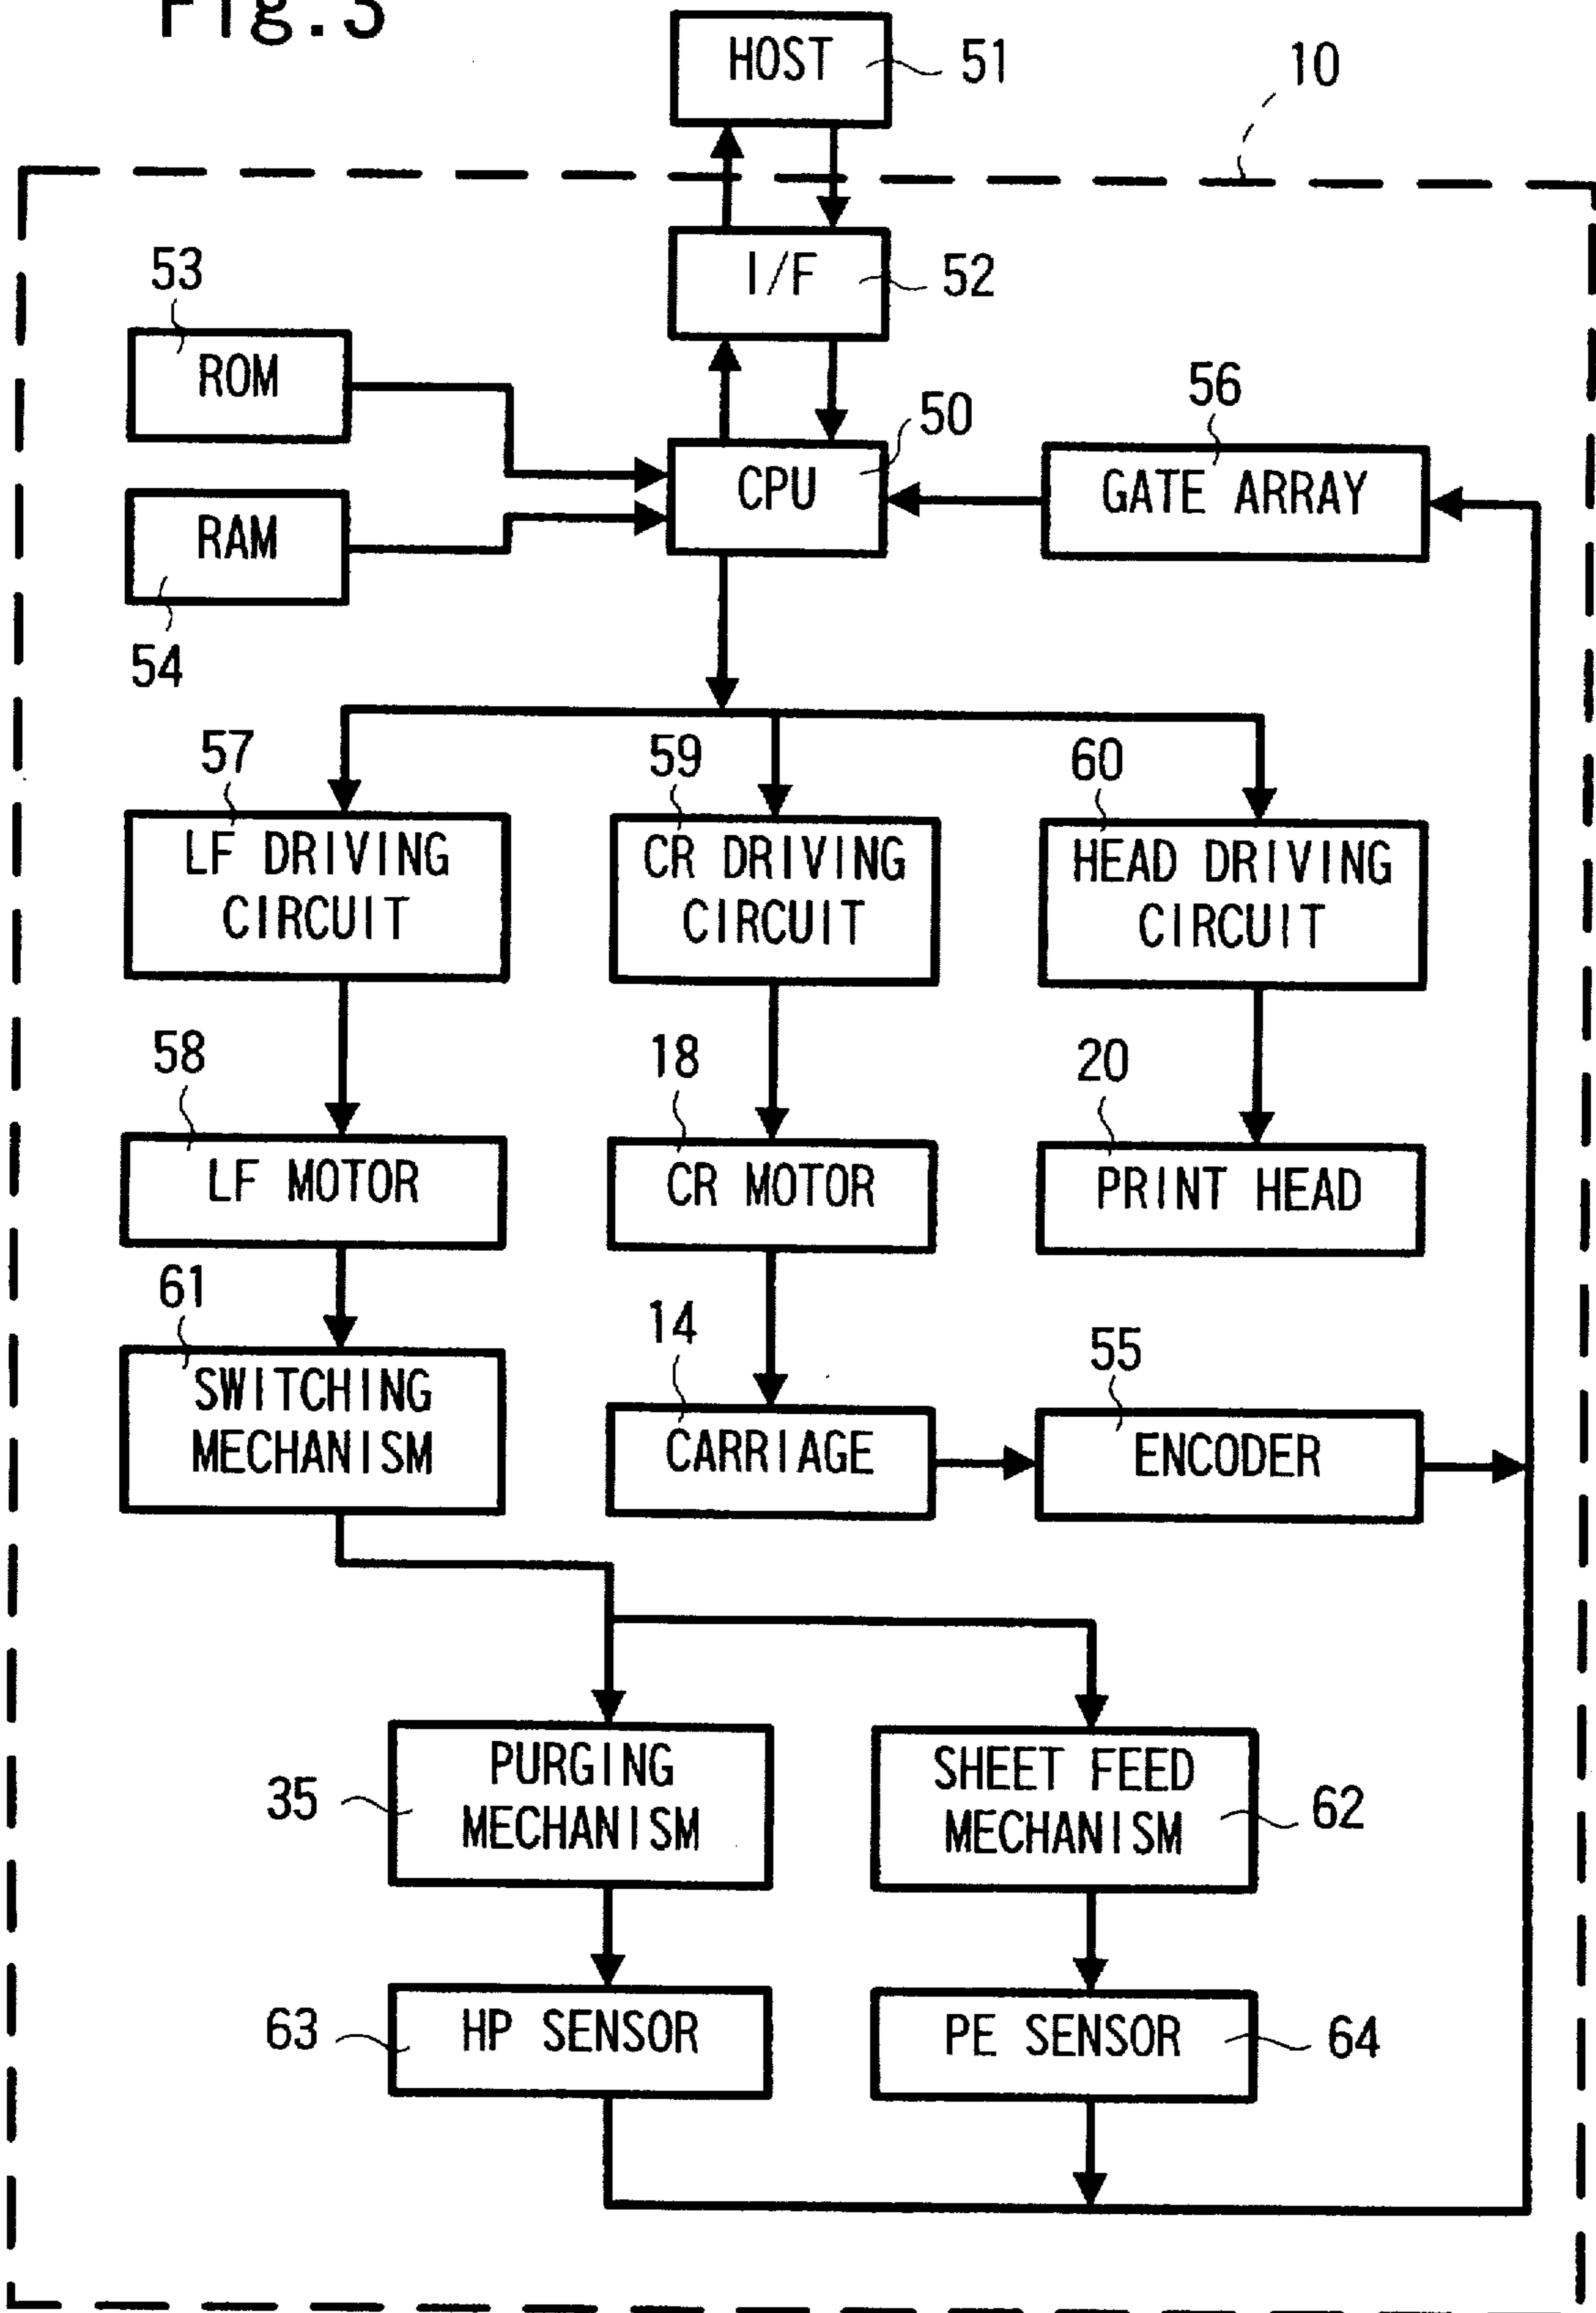 Fig.3
HOST
51
10
I/F
52
53
ROM
50
CPU
56
GATE ARRAY
RAM
54
57
LF DRIVING
CIRCUIT
59
CR DRIVING
CIRCUIT
60
HEAD DRIVING
CIRCUIT
58
LF MOTOR
18
CR MOTOR
20
PRINT HEAD
61
SWITCHING
MECHANISM
14
CARRIAGE
55
ENCODER
35
PURGING
MECHANISM
SHEET FEED
MECHANISM
62
63
HP SENSOR
PE SENSOR
64